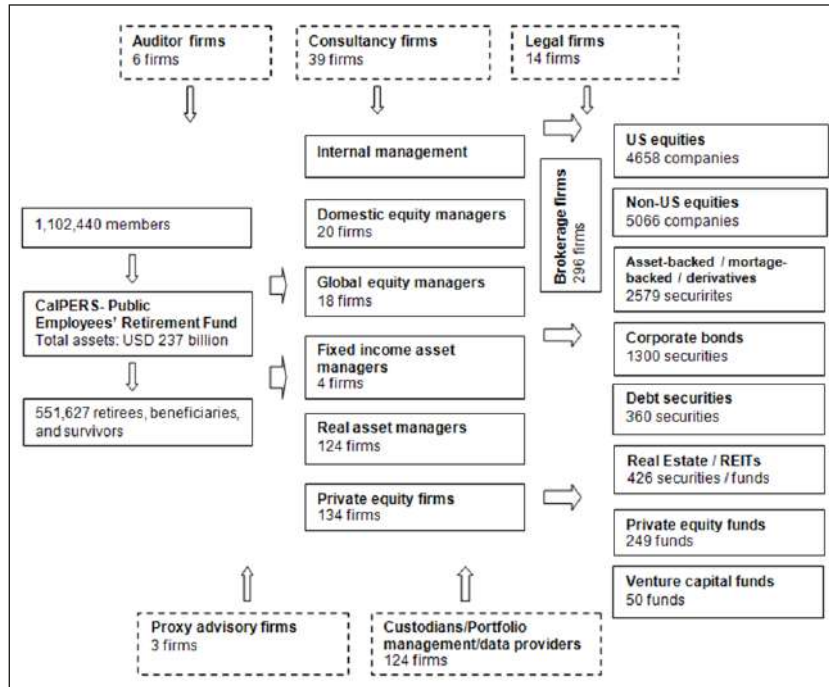 Auditor firms
6 firms
Consultancy firms
39 firms
Legal firms
14 firms
Internal management
US equities
4658 companies
Brokerage firms
296 firms
1,102,440 members
Domestic equity managers
20 firms
Non-US equities
5066 companies
Global equity managers
18 firms
Asset-backed / mortage-
backed / derivatives
2579 securirites
CalPERS- Public
Employees' Retirement Fund
Total assets: USD 237 billion
Fixed income asset
managers
4 firms
Corporate bonds
1300 securities
551,627 retirees, beneficiaries,
and survivors
Real asset managers
124 firms
Debt securities
360 securities
Private equity firms
134 firms
Real Estate / REITs
426 securities / funds
Private equity funds
249 funds
Venture capital funds
50 funds
Proxy advisory firms
3 firms
Custodians/Portfolio
management/data providers
124 firms